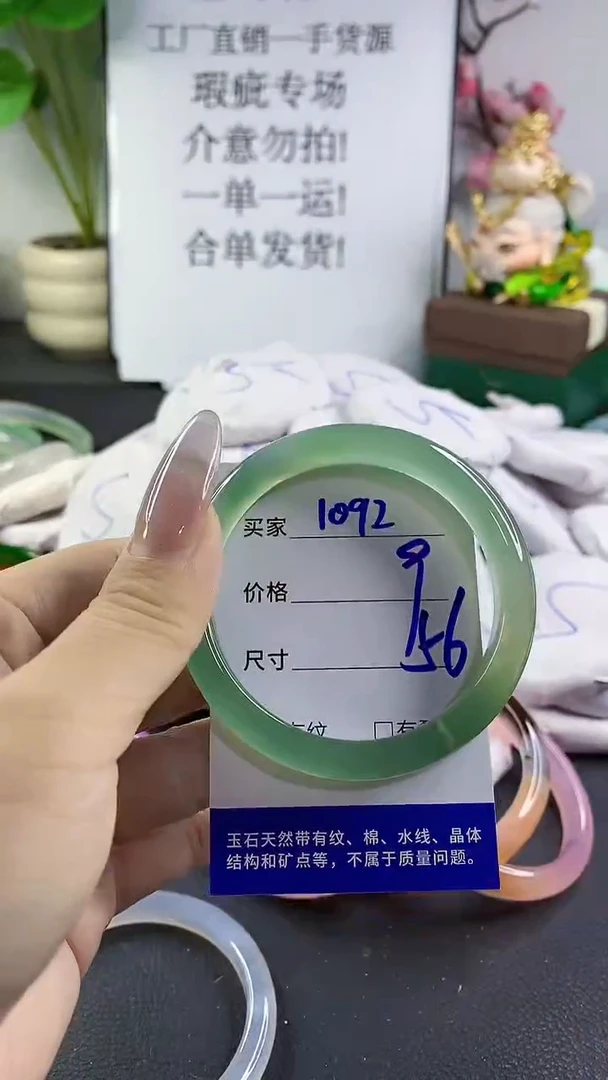 工厂直销一手货源
瑕疵专场
介意勿拍!
一单一运!
合单发货!
买家 1092
价格
尺寸 56
玉石天然带有纹、棉、水线、晶体
结构和矿点等，不属于质量问题。